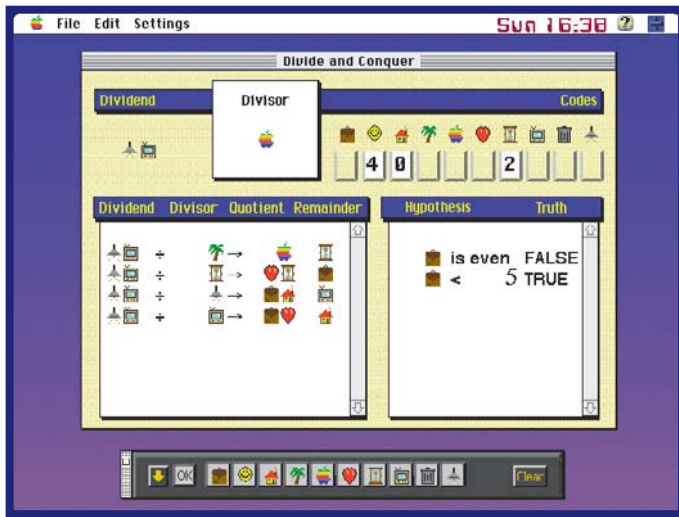 File Edit Settings Sun 16:38 ?
Divide and Conquer
Dividend Divisor Codes
4 0 2
Dividend Divisor Quotient Remainder
÷ →
÷ →
÷ →
÷ →
Hypothesis Truth
is even FALSE
< 5 TRUE
OK Clear